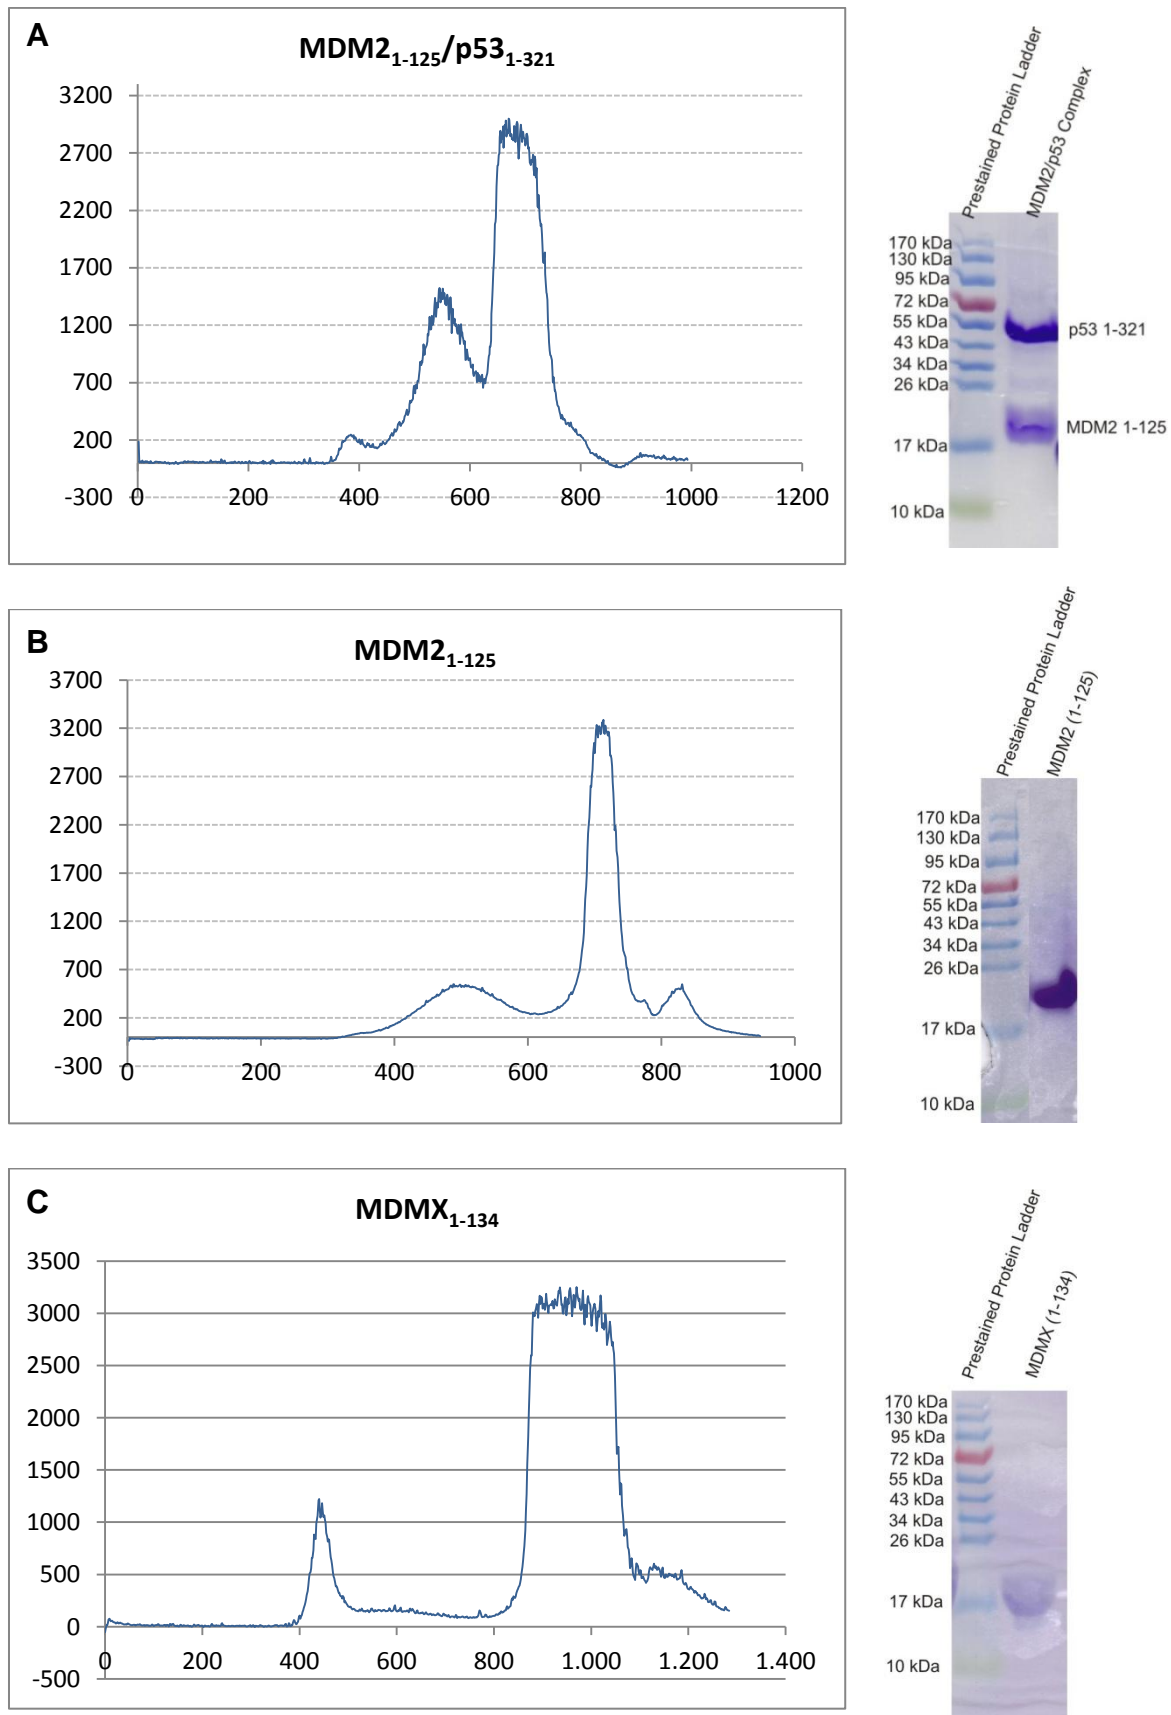 A
MDM21-125/p531-321
3200
2700
2200
1700
1200
700
200
-300
0 200 400 600 800 1000 1200
Prestained Protein Ladder
MDM2/p53 Complex
170 kDa
130 kDa
95 kDa
72 kDa
55 kDa
43 kDa
34 kDa
26 kDa
17 kDa
10 kDa
p53 1-321
MDM2 1-125
B
MDM21-125
3700
3200
2700
2200
1700
1200
700
200
-300
0 200 400 600 800 1000
Prestained Protein Ladder
MDM2 (1-125)
170 kDa
130 kDa
95 kDa
72 kDa
55 kDa
43 kDa
34 kDa
26 kDa
17 kDa
10 kDa
C
MDMX1-134
3500
3000
2500
2000
1500
1000
500
0
-500
0 200 400 600 800 1.000 1.200 1.400
Prestained Protein Ladder
MDMX (1-134)
170 kDa
130 kDa
95 kDa
72 kDa
55 kDa
43 kDa
34 kDa
26 kDa
17 kDa
10 kDa